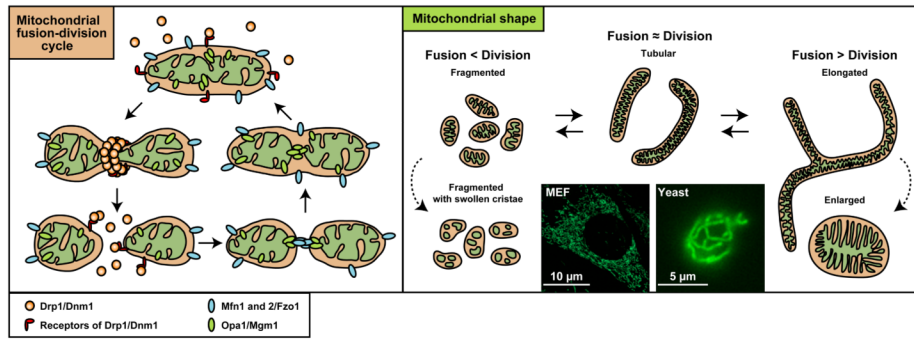 Mitochondrial
fusion-division
cycle
Mitochondrial shape
Fusion < Division
Fragmented
Fusion ≈ Division
Tubular
Fusion > Division
Elongated
Fragmented
with swollen cristae
MEF
10 µm
Yeast
5 µm
Enlarged
Drp1/Dnm1
Receptors of Drp1/Dnm1
Mfn1 and 2/Fzo1
Opa1/Mgm1